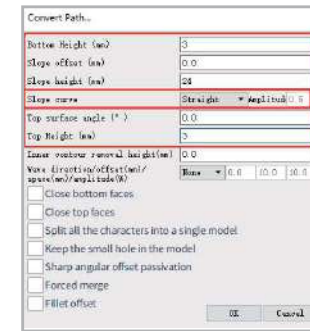 Convert Path...
Bottom Height (mm) 3
Slope offset (mm) 0.0
Slope height (mm) 24
Slope curve Straight Amplitud 0.5
Top surface angle (° ) 0.0
Top Height (mm) 3
Inner contour removal height(mm) 0.0
Wave direction/offset(mm)/
space(mm)/amplitude(%) None 0.0 10.0 30.0
Close bottom faces
Close top faces
Split all the characters into a single model
Keep the small hole in the model
Sharp angular offset passivation
Forced merge
Fillet offset
OK Cancel